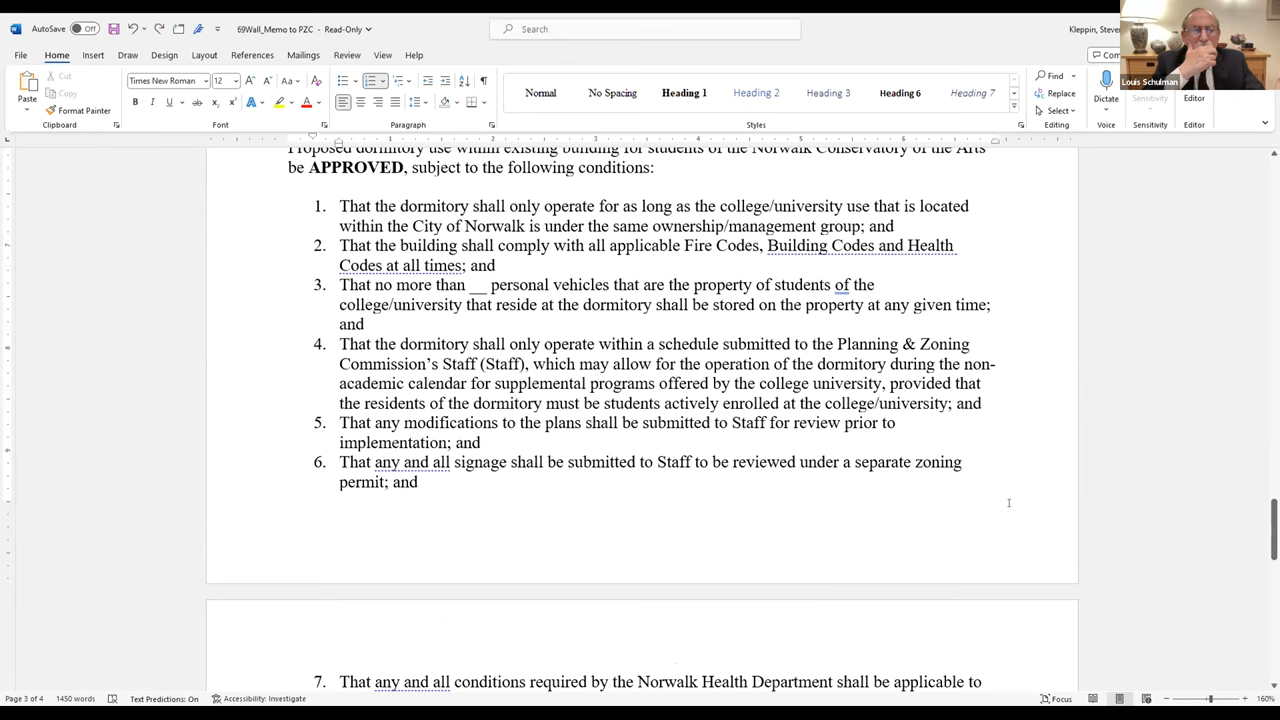 AutoSave Off 69Wall_Memo to PZC - Read-Only Search Kleppin, Steve
File Home Insert Draw Design Layout References Mailings Review View Help Com
Cut
Copy
Paste
Format Painter
Times New Roman 12
Normal No Spacing Heading 1 Heading 2 Heading 3 Heading 6 Heading 7
Find
Replace
Select
Dictate Sensitivity Editor
Louis Schulman
Clipboard Font Paragraph Styles Editing Voice Sensitivity Editor
Proposed dormitory use within existing building for students of the Norwalk Conservatory of the Arts
be APPROVED, subject to the following conditions:
1. That the dormitory shall only operate for as long as the college/university use that is located
within the City of Norwalk is under the same ownership/management group; and
2. That the building shall comply with all applicable Fire Codes, Building Codes and Health
Codes at all times; and
3. That no more than __ personal vehicles that are the property of students of the
college/university that reside at the dormitory shall be stored on the property at any given time;
and
4. That the dormitory shall only operate within a schedule submitted to the Planning & Zoning
Commission's Staff (Staff), which may allow for the operation of the dormitory during the non-
academic calendar for supplemental programs offered by the college university, provided that
the residents of the dormitory must be students actively enrolled at the college/university; and
5. That any modifications to the plans shall be submitted to Staff for review prior to
implementation; and
6. That any and all signage shall be submitted to Staff to be reviewed under a separate zoning
permit; and
7. That any and all conditions required by the Norwalk Health Department shall be applicable to
Page 3 of 4 1450 words Text Predictions: On Accessibility: Investigate Focus 160%